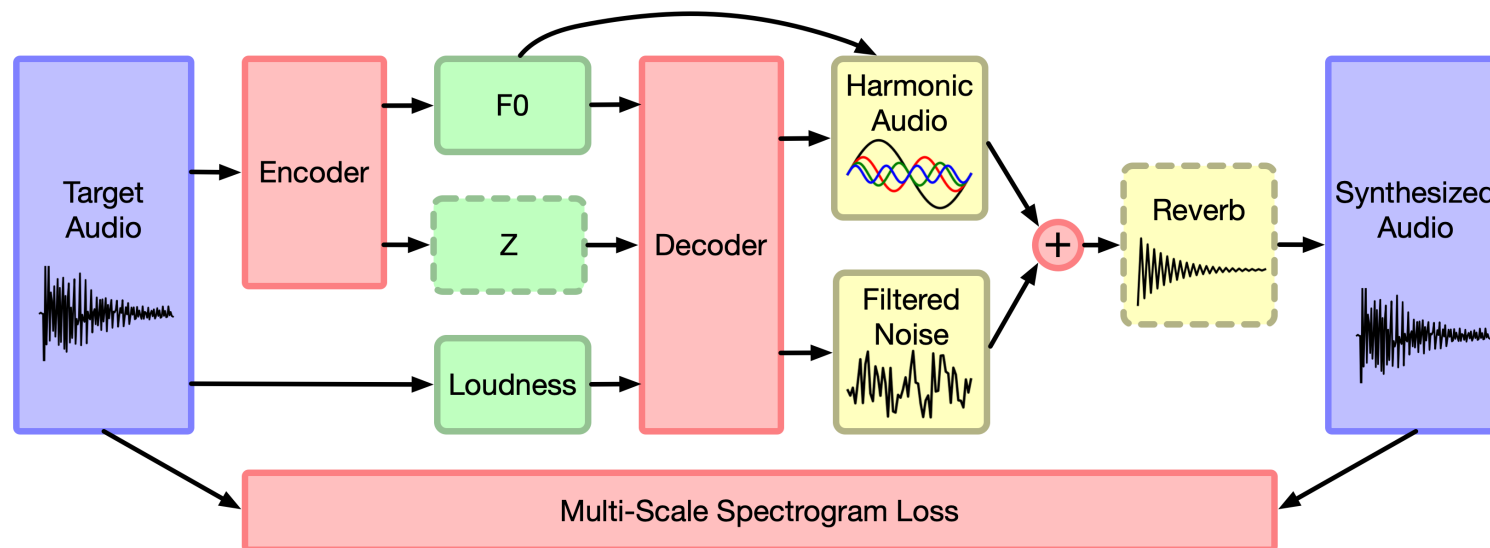 Target
Audio
Encoder
F0
Z
Loudness
Decoder
Harmonic
Audio
Filtered
Noise
+
Reverb
Synthesized
Audio
Multi-Scale Spectrogram Loss